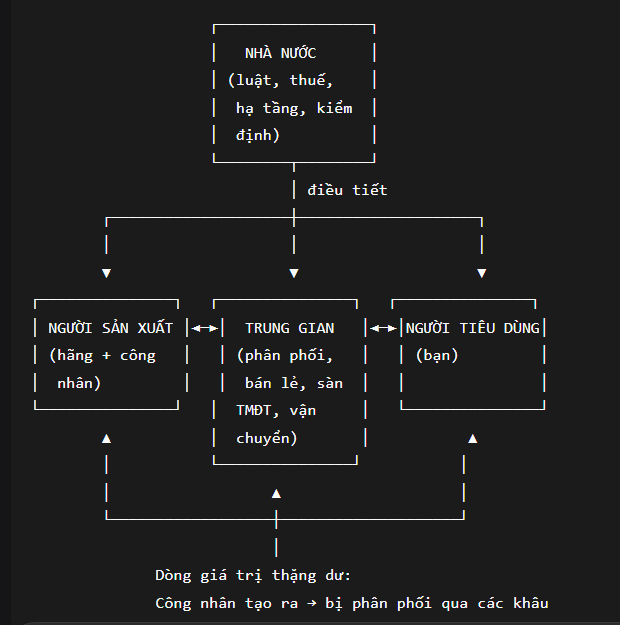 NHÀ NƯỚC
(luật, thuế,
hạ tầng, kiểm
định)
điều tiết
NGƯỜI SẢN XUẤT
(hãng + công
nhân)
TRUNG GIAN
(phân phối,
bán lẻ, sàn
TMĐT, vận
chuyển)
NGƯỜI TIÊU DÙNG
(bạn)
Dòng giá trị thặng dư:
Công nhân tạo ra → bị phân phối qua các khâu